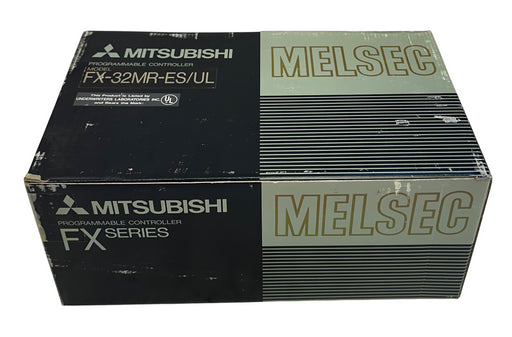 MITSUBISHI
PROGRAMMABLE CONTROLLER
MODEL
FX-32MR-ES/UL
This Product is Listed by
UNDERWRITERS LABORATORIES INC.
and Bears the Mark:
UL
MELSEC
MITSUBISHI
PROGRAMMABLE CONTROLLER
FX SERIES
MELSEC